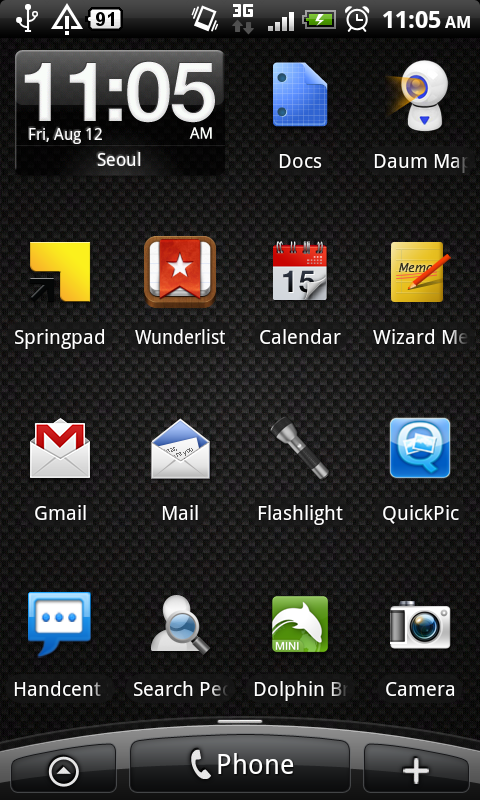 91
3G
11:05 AM
11:05
Fri, Aug 12
AM
Seoul
Docs
Daum Map
Springpad
Wunderlist
15
Calendar
Memo
Wizard Me
Gmail
Mail
Flashlight
QuickPic
Handcent
Search Peo
MINI
Dolphin Br
Camera
Phone